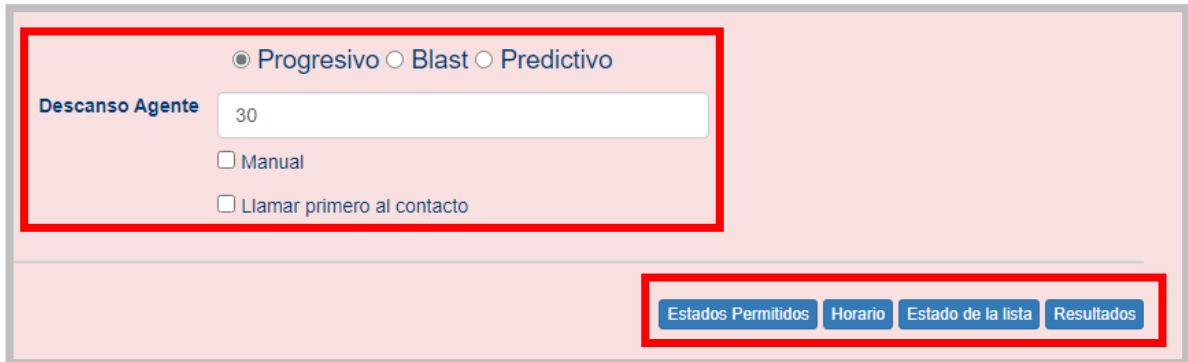 Progresivo Blast Predictivo
Descanso Agente 30
Manual
Llamar primero al contacto
Estados Permitidos Horario Estado de la lista Resultados